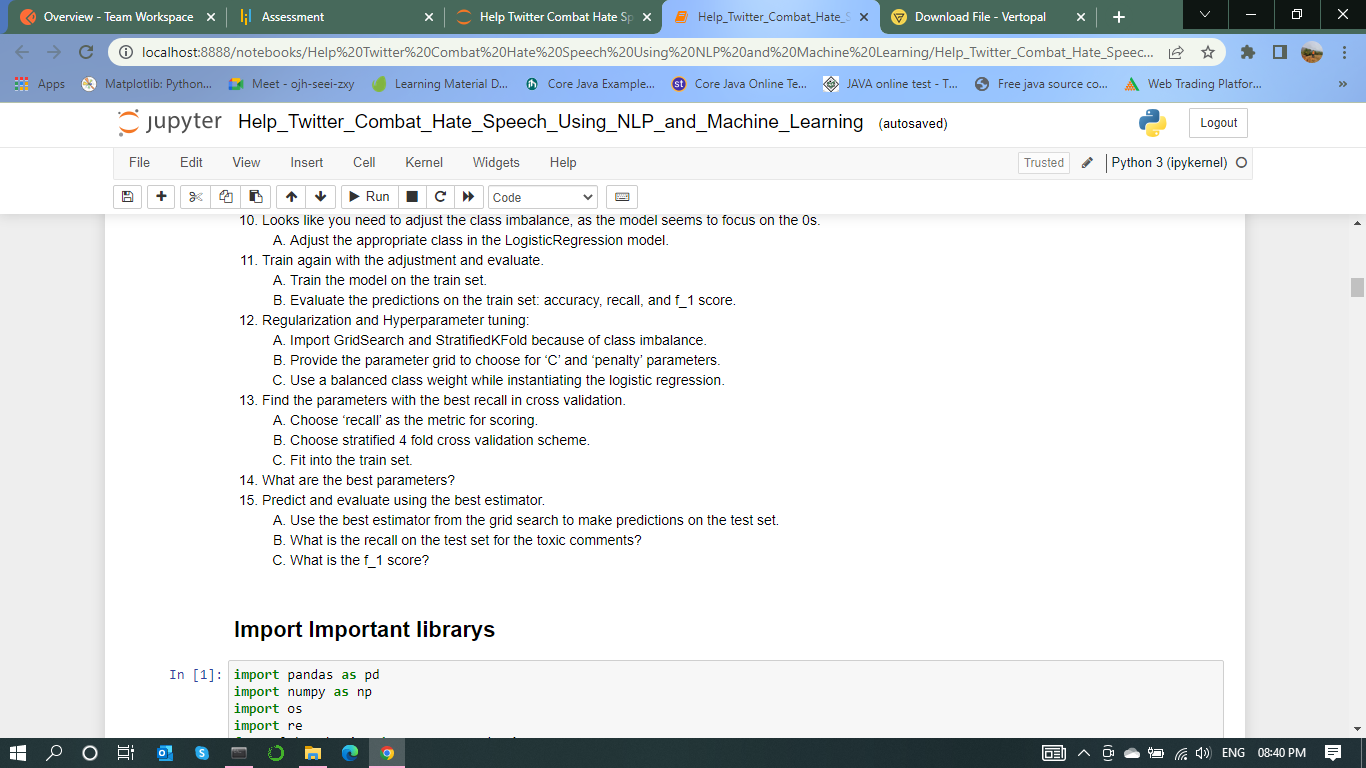 Overview - Team Workspace
Assessment
Help Twitter Combat Hate Sp
Help_Twitter_Combat_Hate_S
Download File - Vertopal
localhost:8888/notebooks/Help%20Twitter%20Combat%20Hate%20Speech%20Using%20NLP%20and%20Machine%20Learning/Help_Twitter_Combat_Hate_Speec...
Apps
Matplotlib: Python...
Meet - ojh-seei-zxy
Learning Material D...
Core Java Example...
Core Java Online Te...
JAVA online test - T...
Free java source co...
Web Trading Platfor...
»
jupyter Help_Twitter_Combat_Hate_Speech_Using_NLP_and_Machine_Learning (autosaved)
Logout
File Edit View Insert Cell Kernel Widgets Help
Trusted
Python 3 (ipykernel)
Run
Code
10. Looks like you need to adjust the class imbalance, as the model seems to focus on the 0s.
A. Adjust the appropriate class in the LogisticRegression model.
11. Train again with the adjustment and evaluate.
A. Train the model on the train set.
B. Evaluate the predictions on the train set: accuracy, recall, and f_1 score.
12. Regularization and Hyperparameter tuning:
A. Import GridSearch and StratifiedKFold because of class imbalance.
B. Provide the parameter grid to choose for ‘C’ and ‘penalty’ parameters.
C. Use a balanced class weight while instantiating the logistic regression.
13. Find the parameters with the best recall in cross validation.
A. Choose ‘recall’ as the metric for scoring.
B. Choose stratified 4 fold cross validation scheme.
C. Fit into the train set.
14. What are the best parameters?
15. Predict and evaluate using the best estimator.
A. Use the best estimator from the grid search to make predictions on the test set.
B. What is the recall on the test set for the toxic comments?
C. What is the f_1 score?
Import Important librarys
In [1]: import pandas as pd
import numpy as np
import os
import re
ENG
08:40 PM